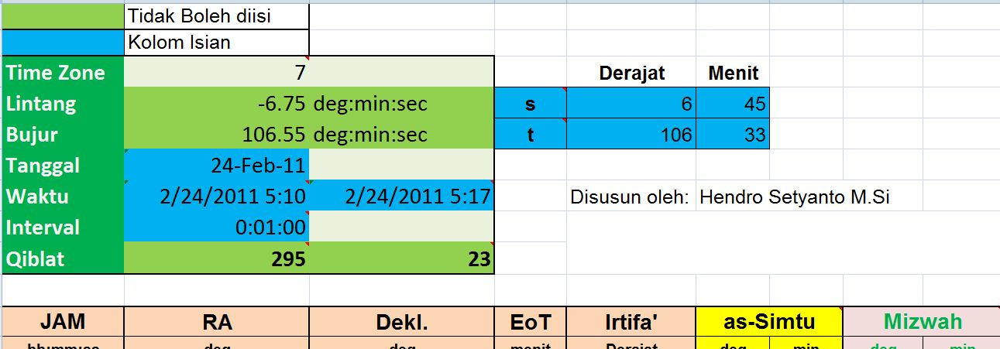 Tidak Boleh diisi
Kolom Isian
Time Zone 7 Derajat Menit
Lintang -6.75 deg:min:sec s 6 45
Bujur 106.55 deg:min:sec t 106 33
Tanggal 24-Feb-11
Waktu 2/24/2011 5:10 2/24/2011 5:17 Disusun oleh: Hendro Setyanto M.Si
Interval 0:01:00
Qiblat 295 23
JAM RA Dekl. EoT Irtifa' as-Simtu Mizwah
hh:mm:ss deg deg menit Derajat deg min deg min